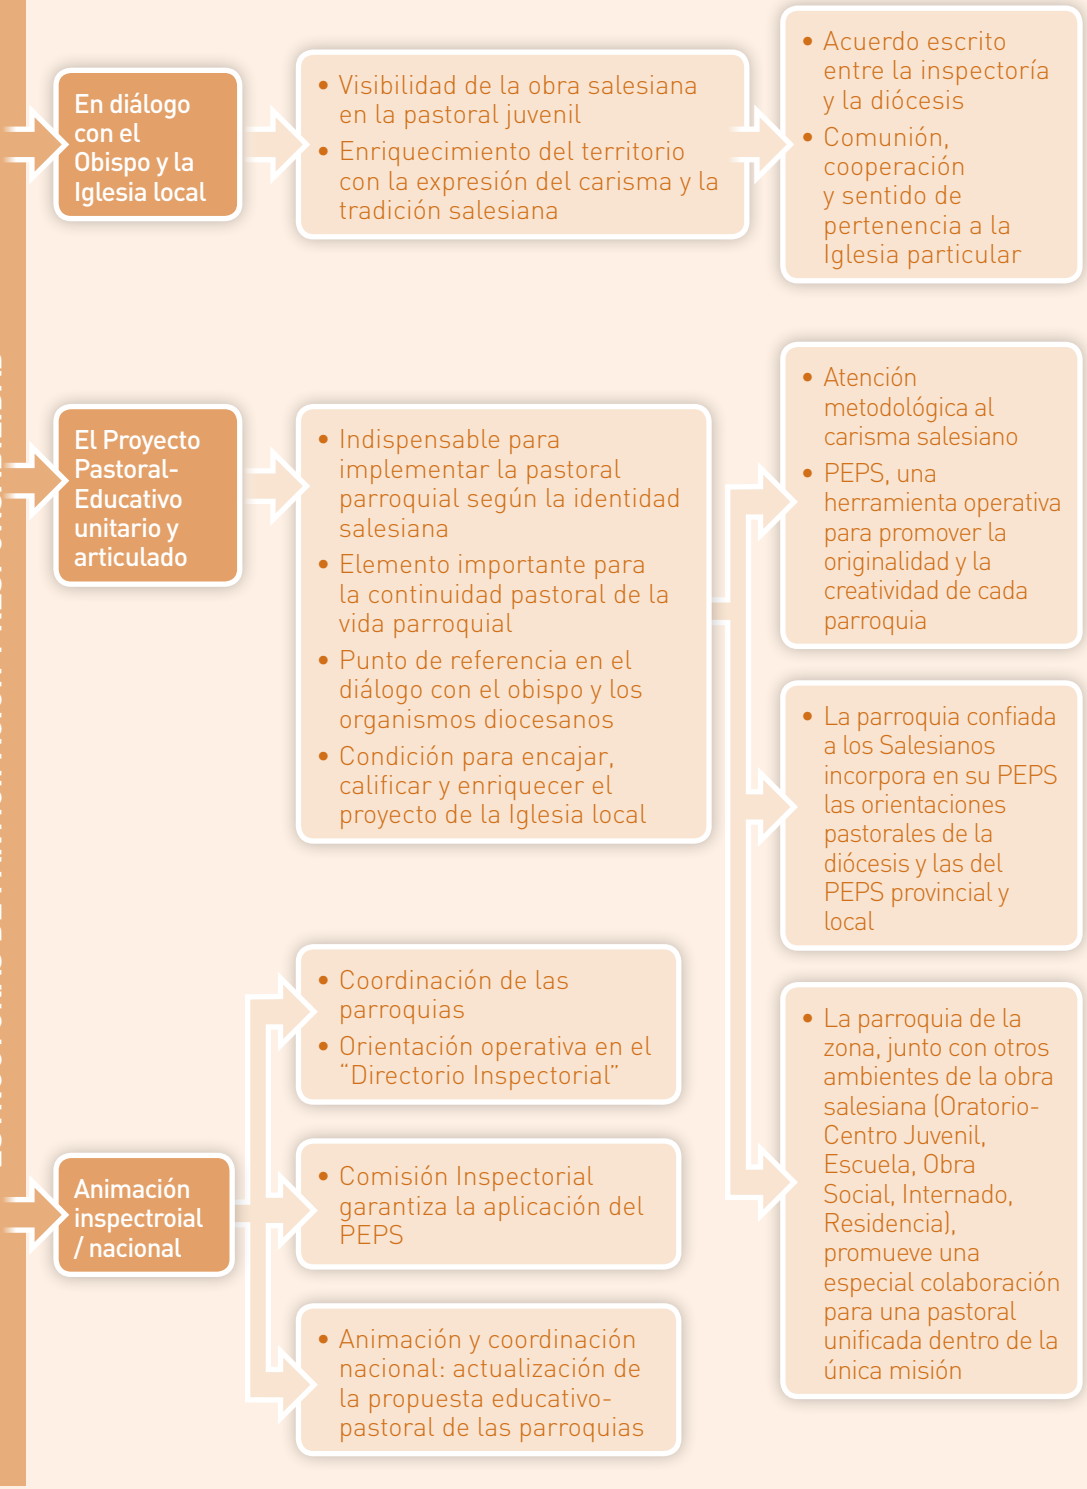 En diálogo
con el
Obispo y la
Iglesia local
• Visibilidad de la obra salesiana
en la pastoral juvenil
• Enriquecimiento del territorio
con la expresión del carisma y la
tradición salesiana
• Acuerdo escrito
entre la inspectoría
y la diócesis
• Comunión,
cooperación
y sentido de
pertenencia a la
Iglesia particular
El Proyecto
Pastoral-
Educativo
unitario y
articulado
• Indispensable para
implementar la pastoral
parroquial según la identidad
salesiana
• Elemento importante para
la continuidad pastoral de la
vida parroquial
• Punto de referencia en el
diálogo con el obispo y los
organismos diocesanos
• Condición para encajar,
calificar y enriquecer el
proyecto de la Iglesia local
• Atención
metodológica al
carisma salesiano
• PEPS, una
herramienta operativa
para promover la
originalidad y la
creatividad de cada
parroquia
• La parroquia confiada
a los Salesianos
incorpora en su PEPS
las orientaciones
pastorales de la
diócesis y las del
PEPS provincial y
local
• La parroquia de la
zona, junto con otros
ambientes de la obra
salesiana (Oratorio-
Centro Juvenil,
Escuela, Obra
Social, Internado,
Residencia),
promueve una
especial colaboración
para una pastoral
unificada dentro de la
única misión
Animación
inspectroial
/ nacional
• Coordinación de las
parroquias
• Orientación operativa en el
“Directorio Inspectorial”
• Comisión Inspectorial
garantiza la aplicación del
PEPS
• Animación y coordinación
nacional: actualización de
la propuesta educativo-
pastoral de las parroquias